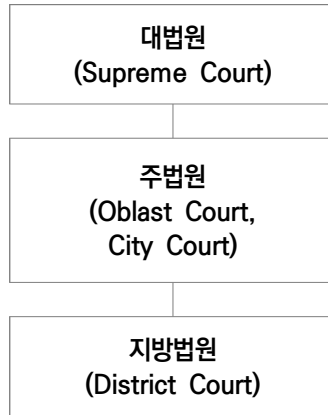 대법원
(Supreme Court)
주법원
(Oblast Court,
City Court)
지방법원
(District Court)